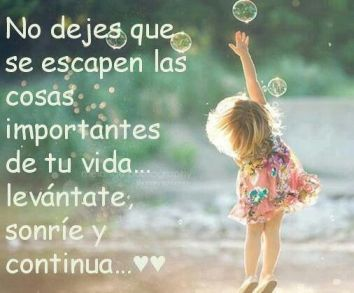 No dejes que
se escapen las
cosas
importantes
de tu vida...
levántate,
sonríe y
continua...♥♥